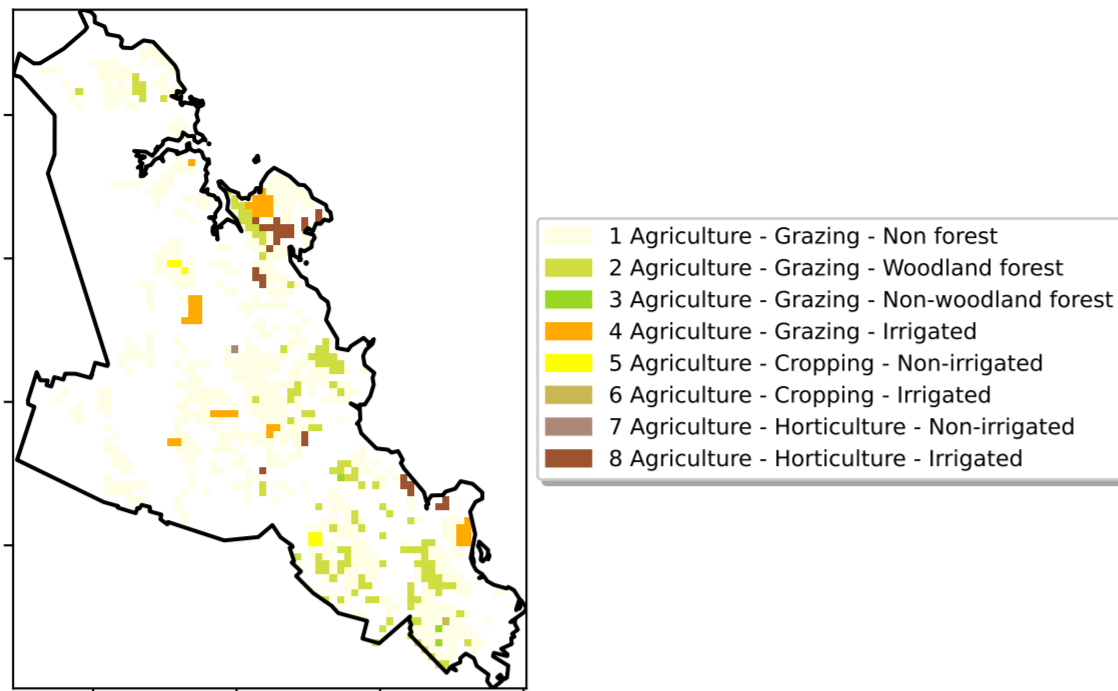 1 Agriculture - Grazing - Non forest
2 Agriculture - Grazing - Woodland forest
3 Agriculture - Grazing - Non-woodland forest
4 Agriculture - Grazing - Irrigated
5 Agriculture - Cropping - Non-irrigated
6 Agriculture - Cropping - Irrigated
7 Agriculture - Horticulture - Non-irrigated
8 Agriculture - Horticulture - Irrigated